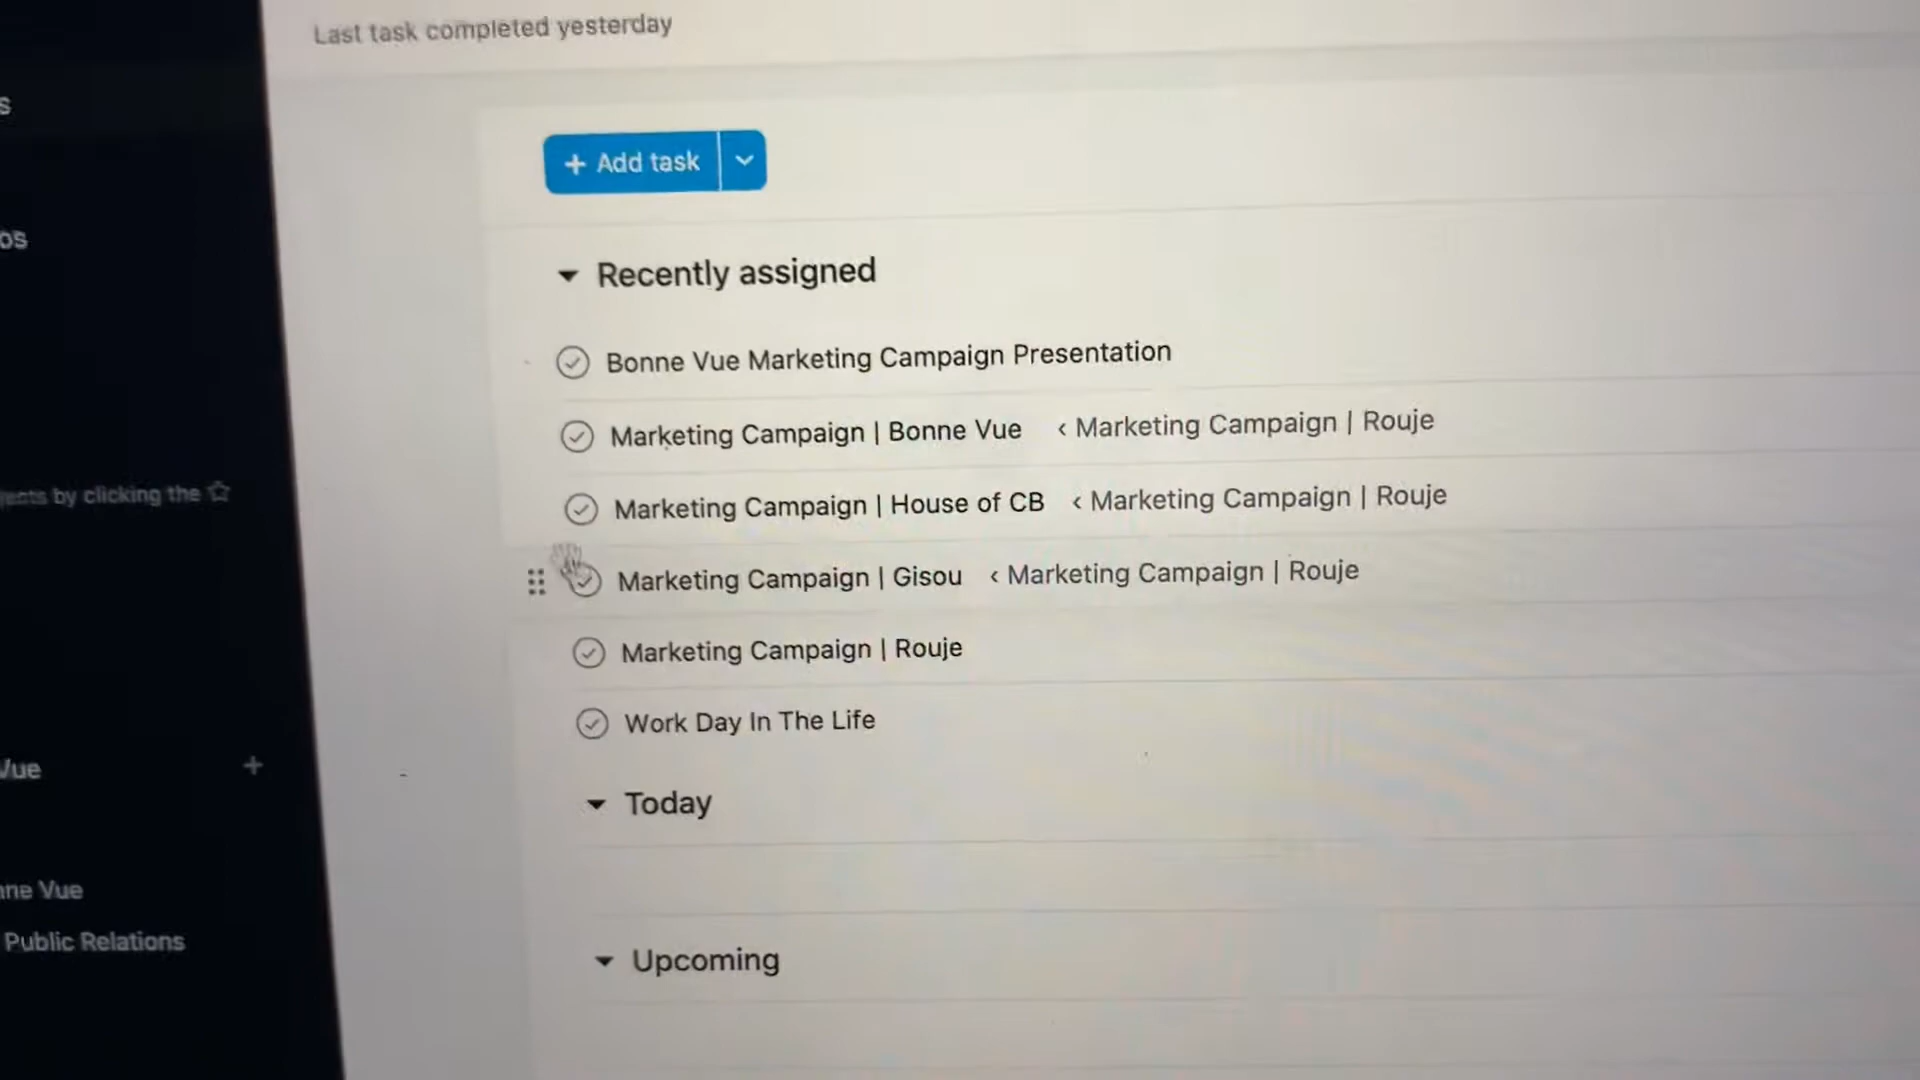 Last task completed yesterday
+ Add task
Recently assigned
Bonne Vue Marketing Campaign Presentation
Marketing Campaign | Bonne Vue ‹ Marketing Campaign | Rouje
Marketing Campaign | House of CB ‹ Marketing Campaign | Rouje
Marketing Campaign | Gisou ‹ Marketing Campaign | Rouje
Marketing Campaign | Rouje
Work Day In The Life
Today
Upcoming
s
os
jects by clicking the ☆
Vue +
nne Vue
Public Relations